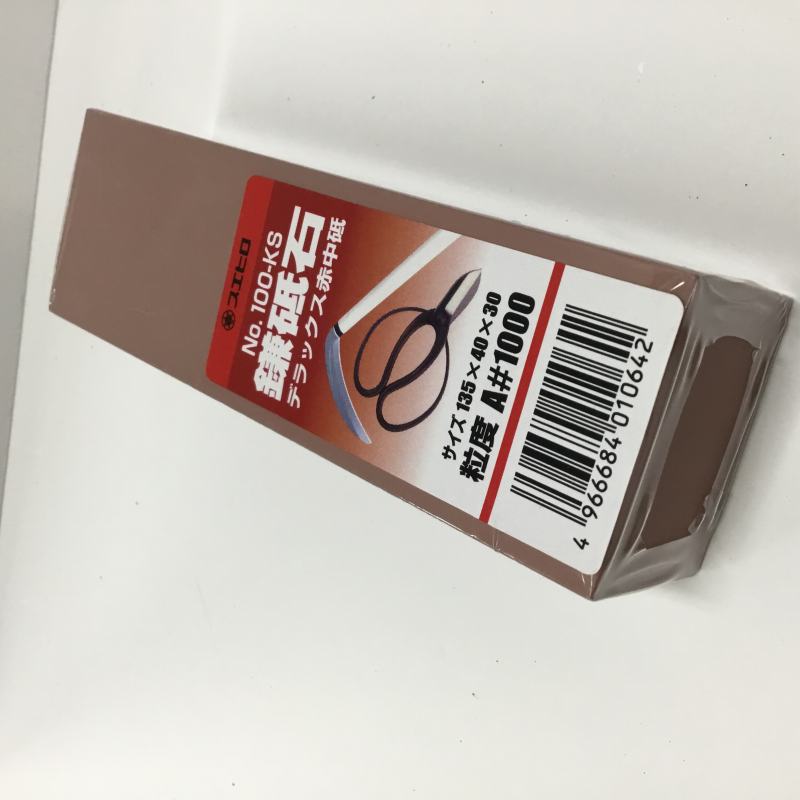 スエヒロ
No. 100-KS
鎌砥石
デラックス赤中砥
サイズ 135×40×30
粒度 A#1000
4 966684 010642